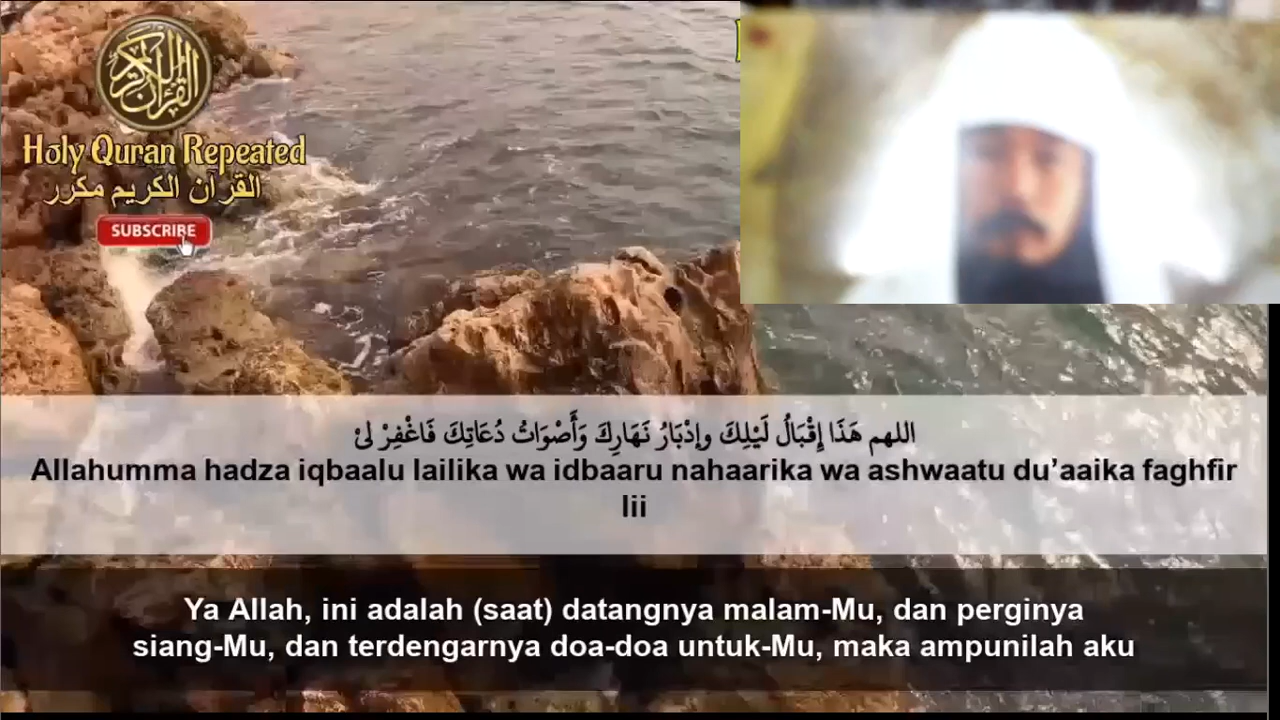 Holy Quran Repeated
القران الكريم مكرر
SUBSCRIBE
اللهم هَذَا إِقْبَالُ لَيْلِكَ وإِدْبَارُ نَهَارِكَ وَأَصْوَاتُ دُعَاتِكَ فَاغْفِرْ لىْ
Allahumma hadza iqbaalu lailika wa idbaaru nahaarika wa ashwaatu du’aaika faghfir
lii
Ya Allah, ini adalah (saat) datangnya malam-Mu, dan perginya
siang-Mu, dan terdengarnya doa-doa untuk-Mu, maka ampunilah aku